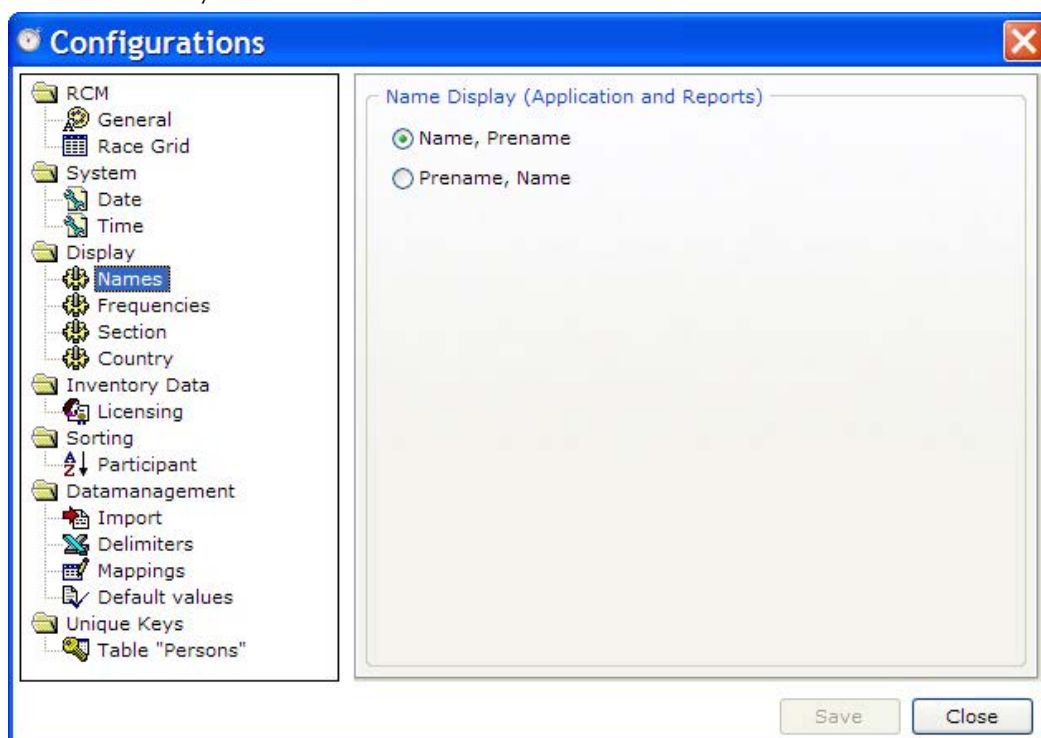 Configurations
RCM
General
Race Grid
System
Date
Time
Display
Names
Frequencies
Section
Country
Inventory Data
Licensing
Sorting
Participant
Datamanagement
Import
Delimiters
Mappings
Default values
Unique Keys
Table "Persons"
Name Display (Application and Reports)
Name, Prename
Prename, Name
Save
Close